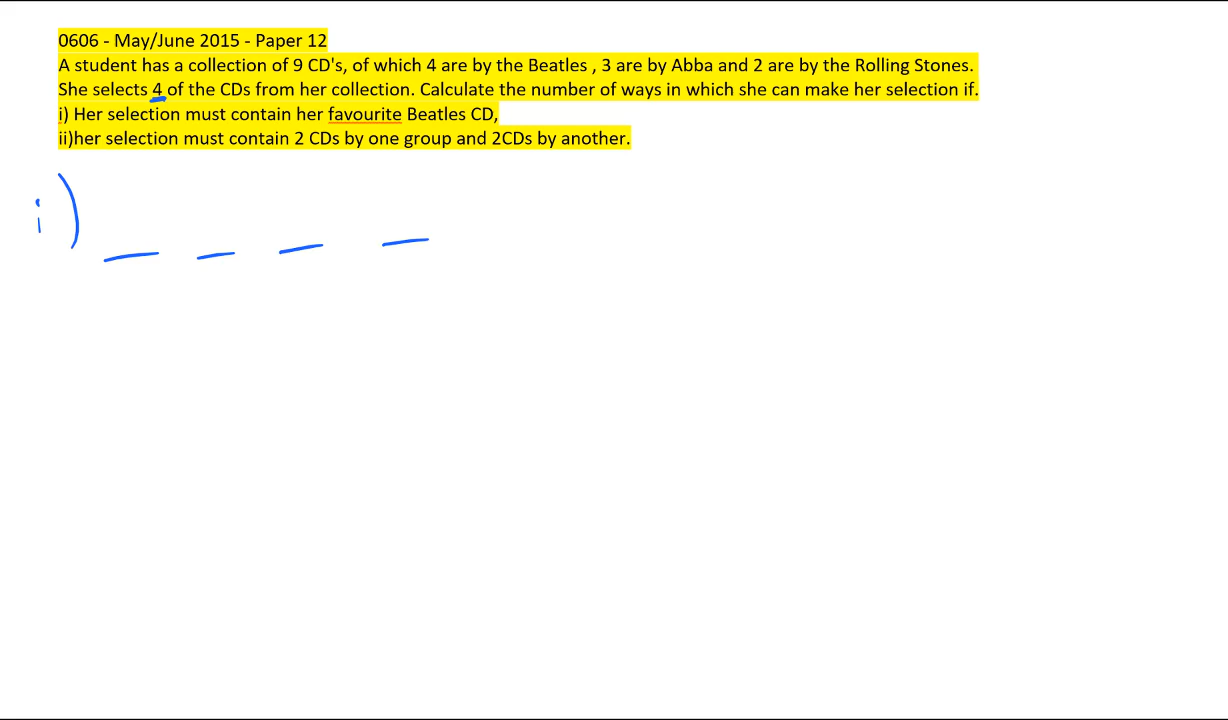 0606 - May/June 2015 - Paper 12
A student has a collection of 9 CD's, of which 4 are by the Beatles , 3 are by Abba and 2 are by the Rolling Stones.
She selects 4 of the CDs from her collection. Calculate the number of ways in which she can make her selection if.
i) Her selection must contain her favourite Beatles CD,
ii)her selection must contain 2 CDs by one group and 2CDs by another.
i)